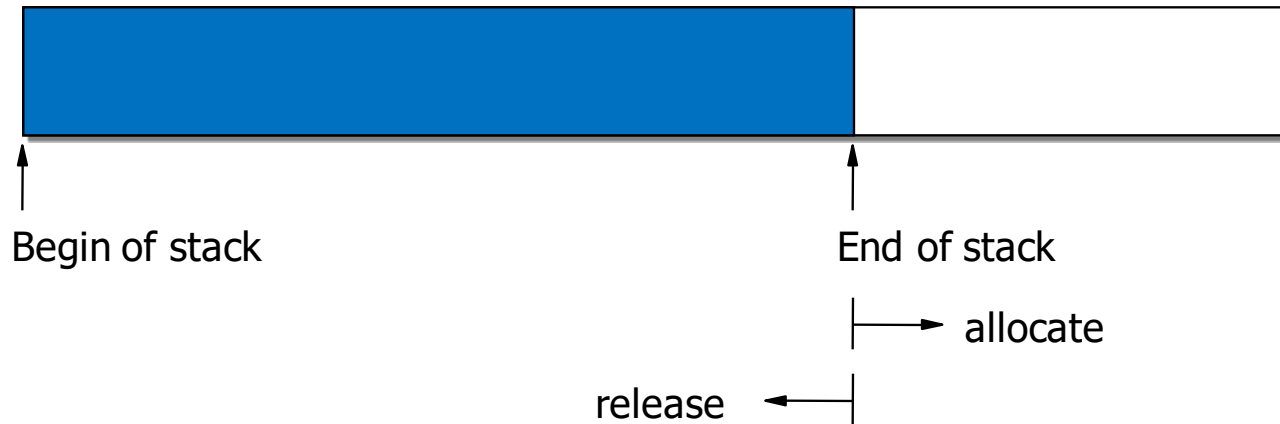 Begin of stack
End of stack
allocate
release